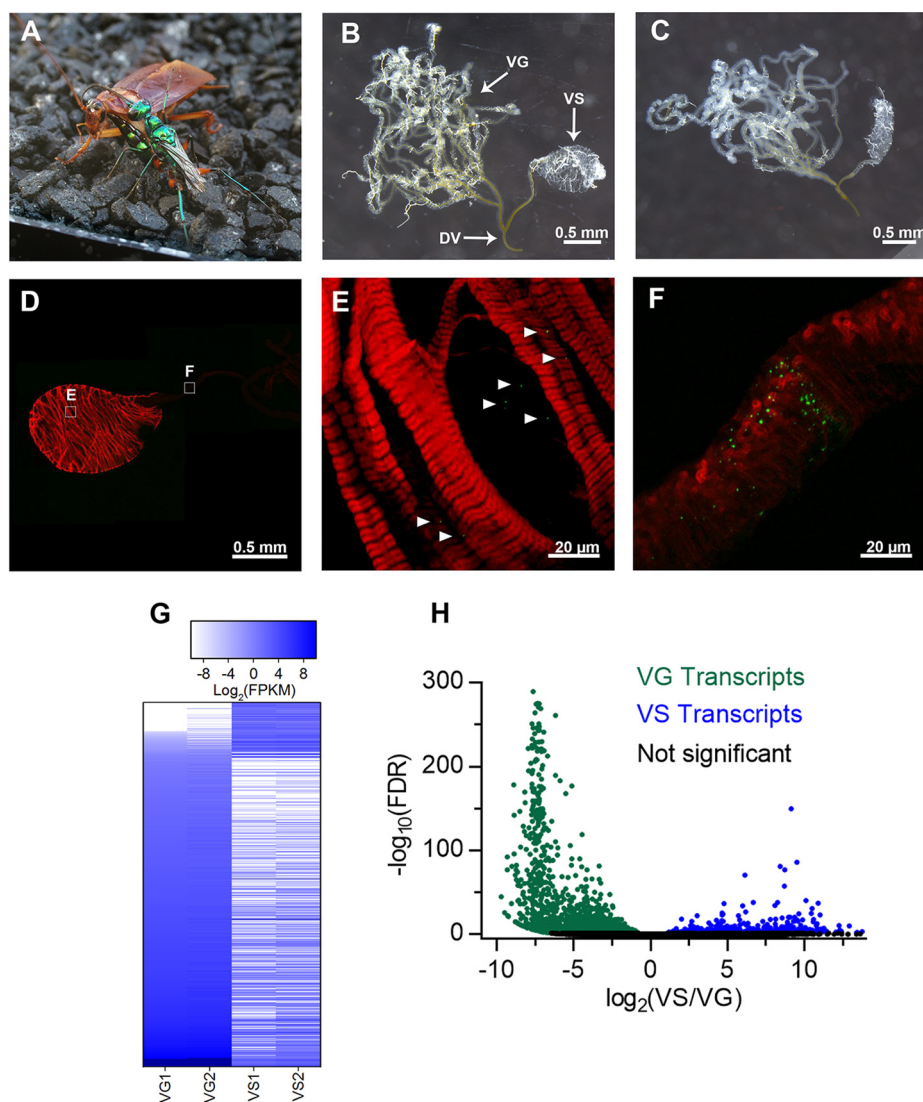 A
B
C
VG
VS
DV
0.5 mm
0.5 mm
D
E
F
E
F
0.5 mm
20 µm
20 µm
G
H
-8 -4 0 4 8
Log2(FPKM)
VG1
VG2
VS1
VS2
VG Transcripts
VS Transcripts
Not significant
300
200
100
0
-log10(FDR)
-10 -5 0 5 10
log2(VS/VG)